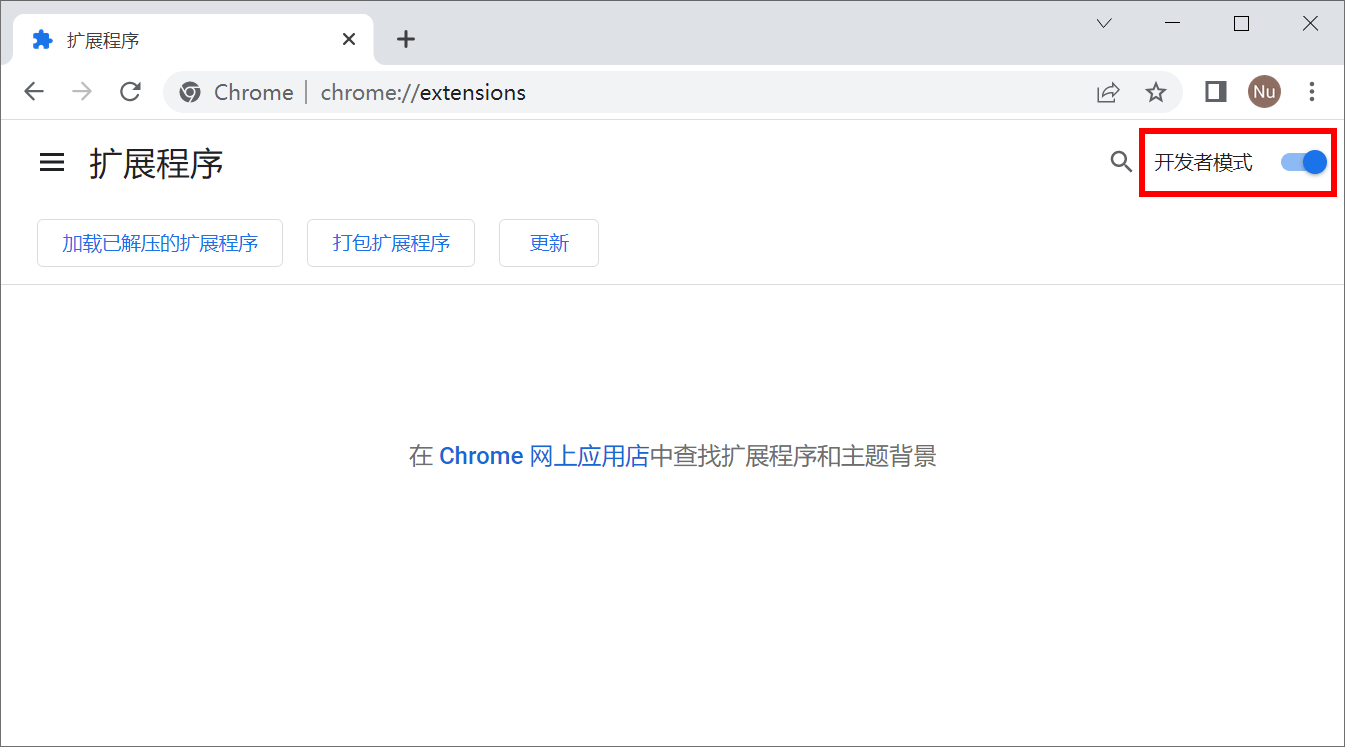 扩展程序
Chrome chrome://extensions Nu
扩展程序 开发者模式
加载已解压的扩展程序 打包扩展程序 更新
在 Chrome 网上应用店中查找扩展程序和主题背景